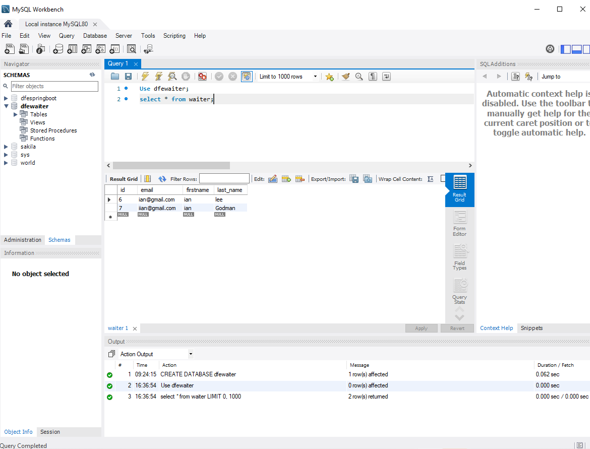 MySQL Workbench
Local instance MySQL80
File Edit View Query Database Server Tools Scripting Help
Navigator
SCHEMAS
Filter objects
dfespringboot
dfewaiter
Tables
Views
Stored Procedures
Functions
sakila
sys
world
Administration Schemas
Information
No object selected
Object Info Session
Query Completed
Query 1
Limit to 1000 rows
1 Use dfewaiter;
2 select * from waiter;
Result Grid Filter Rows: Edit: Export/Import: Wrap Cell Content:
id email firstname last_name
6 ian@gmail.com ian lee
7 iian@gmail.com ian Godman
NULL NULL NULL NULL
Result Grid
Form Editor
Field Types
Query Stats
waiter 1 Apply Revert
Output
Action Output
# Time Action Message Duration / Fetch
1 09:24:15 CREATE DATABASE dfewaiter 1 row(s) affected 0.062 sec
2 16:36:54 Use dfewaiter 0 row(s) affected 0.000 sec
3 16:36:54 select * from waiter LIMIT 0, 1000 2 row(s) returned 0.000 sec / 0.000 sec
SQLAdditions
Jump to
Automatic context help is
disabled. Use the toolbar t
manually get help for the
current caret position or t
toggle automatic help.
Context Help Snippets